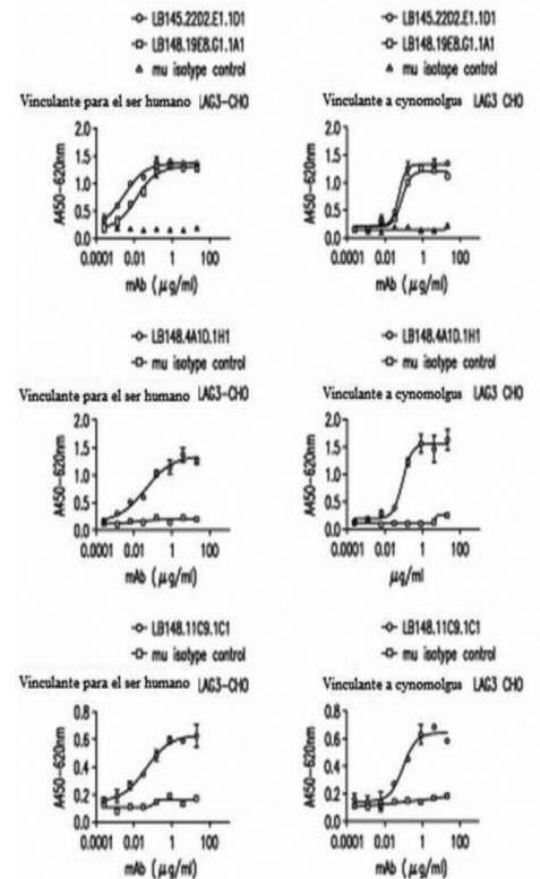 LB145.22D2.E1.1D1
LB148.19E8.G1.1A1
mu isotype control
Vinculante para el ser humano LAG3-CHO
A450-620nm
2.0
1.5
1.0
0.5
0.0
0.0001 0.01 1 100
mAb (μg/ml)
LB145.22D2.E1.1D1
LB148.19E8.G1.1A1
mu isotope control
Vinculante a cynomolgus LAG3 CHO
A450-620nm
2.0
1.5
1.0
0.5
0.0
0.0001 0.01 1 100
mAb (μg/ml)
LB148.4A1D.1H1
mu isotype control
Vinculante para el ser humano LAG3-CHO
A450-620nm
2.0
1.5
1.0
0.5
0.0
0.0001 0.01 1 100
mAb (μg/ml)
LB148.4A1D.1H1
mu isotype control
Vinculante a cynomolgus LAG3 CHO
A450-620nm
2.0
1.5
1.0
0.5
0.0
0.0001 0.01 1 100
μg/ml
LB148.11C9.1C1
mu isotype control
Vinculante para el ser humano LAG3-CHO
A450-620nm
0.8
0.6
0.4
0.2
0.0
0.0001 0.01 1 100
mAb (μg/ml)
LB148.11C9.1C1
mu isotype control
Vinculante a cynomolgus LAG3 CHO
A450-620nm
0.8
0.6
0.4
0.2
0.0
0.0001 0.01 1 100
mAb (μg/ml)